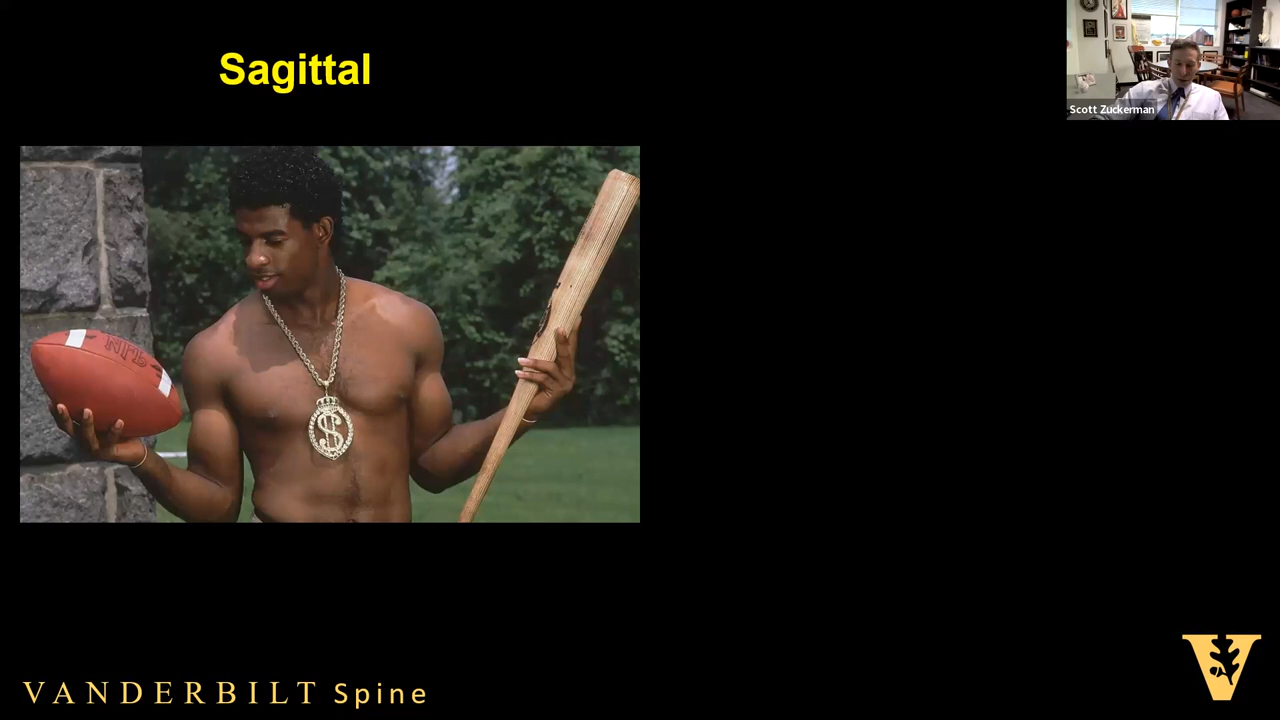 Sagittal
Scott Zuckerman
NFL
$
VANDERBILT Spine
V